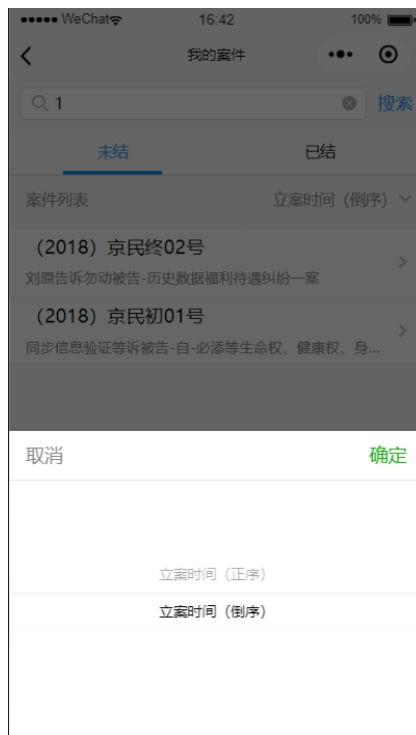 WeChat 16:42 100%
我的案件
1 搜索
未结 已结
案件列表 立案时间（倒序）
（2018）京民终02号
刘原告诉勿动被告-历史数据福利待遇纠纷一案
（2018）京民初01号
同步信息验证等诉被告-自-必添等生命权、健康权、身...
取消 确定
立案时间（正序）
立案时间（倒序）